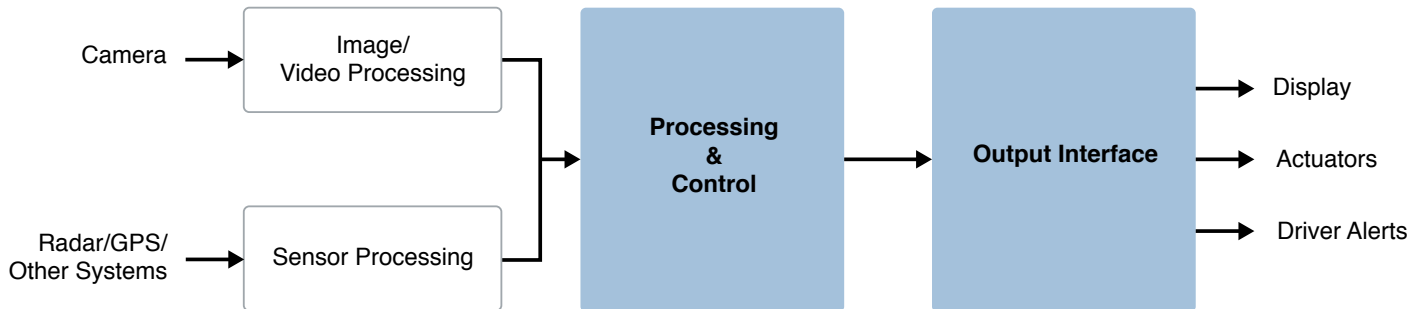 Camera
Image/
Video Processing
Radar/GPS/
Other Systems
Sensor Processing
Processing
&
Control
Output Interface
Display
Actuators
Driver Alerts